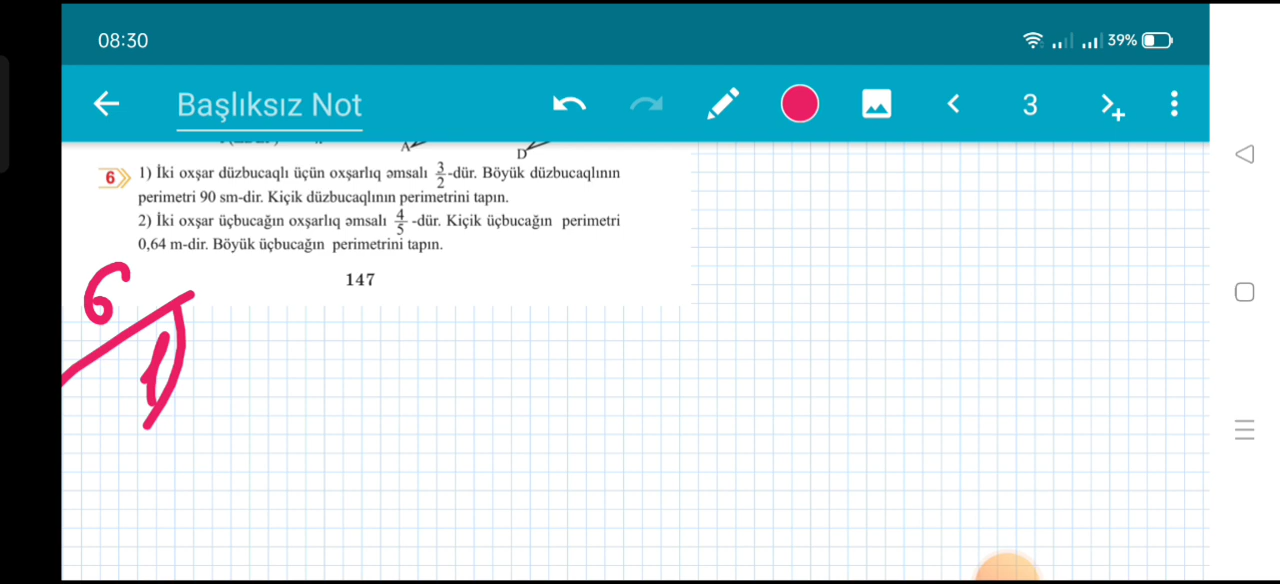 08:30
39%
Başlıksız Not
3
A
D
6
1) İki oxşar düzbucaqlı üçün oxşarlıq əmsalı 3/2-dür. Böyük düzbucaqlının
perimetri 90 sm-dir. Kiçik düzbucaqlının perimetrini tapın.
2) İki oxşar üçbucağın oxşarlıq əmsalı 4/5 -dür. Kiçik üçbucağın perimetri
0,64 m-dir. Böyük üçbucağın perimetrini tapın.
147
6
1)